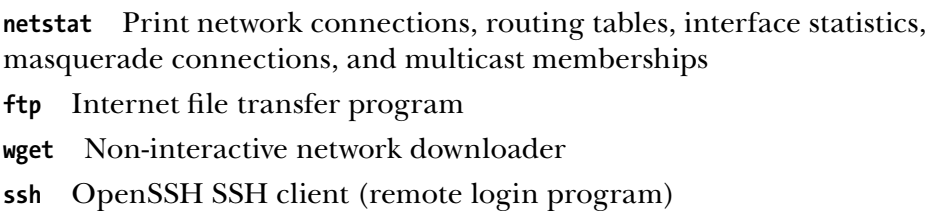 netstat Print network connections, routing tables, interface statistics,
masquerade connections, and multicast memberships
ftp Internet file transfer program
wget Non-interactive network downloader
ssh OpenSSH SSH client (remote login program)